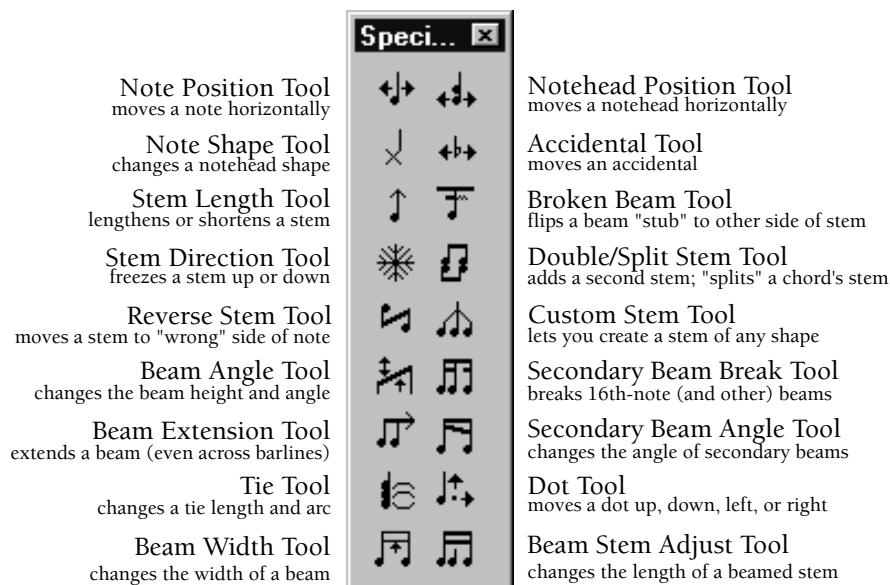 Speci...
Note Position Tool
moves a note horizontally
Notehead Position Tool
moves a notehead horizontally
Note Shape Tool
changes a notehead shape
Accidental Tool
moves an accidental
Stem Length Tool
lengthens or shortens a stem
Broken Beam Tool
flips a beam "stub" to other side of stem
Stem Direction Tool
freezes a stem up or down
Double/Split Stem Tool
adds a second stem; "splits" a chord's stem
Reverse Stem Tool
moves a stem to "wrong" side of note
Custom Stem Tool
lets you create a stem of any shape
Beam Angle Tool
changes the beam height and angle
Secondary Beam Break Tool
breaks 16th-note (and other) beams
Beam Extension Tool
extends a beam (even across barlines)
Secondary Beam Angle Tool
changes the angle of secondary beams
Tie Tool
changes a tie length and arc
Dot Tool
moves a dot up, down, left, or right
Beam Width Tool
changes the width of a beam
Beam Stem Adjust Tool
changes the length of a beamed stem